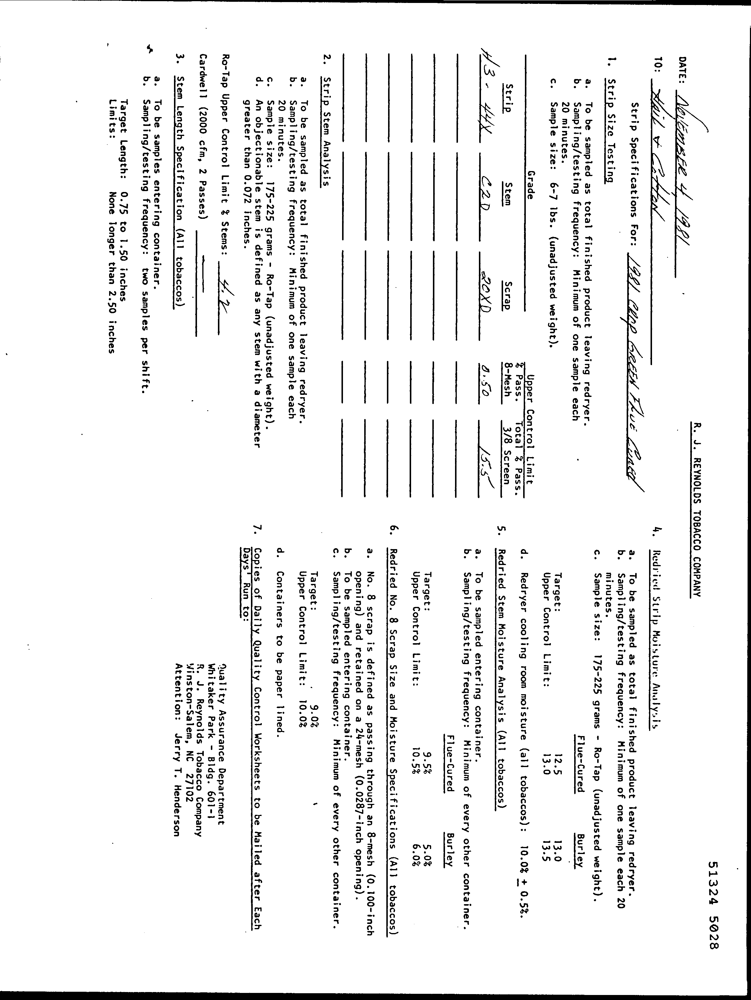 51324 5028
R. J. REYNOLDS TOBACCO COMPANY
DATE: November 4 1981
TO: Hail & Cotton
Strip Specifications For: 1981 Crop Green Flue Cured
1. Strip Size Testing
a. To be sampled as total finished product leaving redryer.
b. Sampling/testing frequency: Minimum of one sample each
20 minutes.
c. Sample size: 6-7 lbs. (unadjusted weight).
Grade Upper Control Limit
% Pass. Total % Pass.
Strip Stem Scrap 8-Mesh 3/8 Screen
H3-44X C2D 20XD 0.50 15.5
2. Strip Stem Analysis
a. To be sampled as total finished product leaving redryer.
b. Sampling/testing frequency: Minimum of one sample each
20 minutes.
c. Sample size: 175-225 grams - Ro-Tap (unadjusted weight).
d. An objectionable stem is defined as any stem with a diameter
greater than 0.072 inches.
Ro-Tap Upper Control Limit % Stems: 4.2
Cardwell (2000 cfm, 2 Passes)
3. Stem Length Specification (All tobaccos)
a. To be samples entering container.
b. Sampling/testing frequency: two samples per shift.
Target Length: 0.75 to 1.50 inches
Limits: None longer than 2.50 inches
4. Redried Strip Moisture Analysis
a. To be sampled as total finished product leaving redryer.
b. Sampling/testing frequency: Minimum of one sample each 20
minutes.
c. Sample size: 175-225 grams - Ro-Tap (unadjusted weight).
Flue-Cured Burley
Target: 12.5 13.0
Upper Control Limit: 13.0 13.5
d. Redryer cooling room moisture (all tobaccos): 10.0% + 0.5%.
5. Redried Stem Moisture Analysis (All tobaccos)
a. To be sampled entering container.
b. Sampling/testing frequency: Minimum of every other container.
Flue-Cured Burley
Target: 9.5% 5.0%
Upper Control Limit: 10.5% 6.0%
6. Redried No. 8 Scrap Size and Moisture Specifications (All tobaccos)
a. No. 8 scrap is defined as passing through an 8-mesh (0.100-inch
opening) and retained on a 24-mesh (0.0287-inch opening).
b. To be sampled entering container.
c. Sampling/testing frequency: Minimum of every other container.
Target: 9.0%
Upper Control Limit: 10.0%
d. Containers to be paper lined.
7. Copies of Daily Quality Control Worksheets to be Mailed after Each
Days' Run to:
Quality Assurance Department
Whitaker Park - Bldg. 601-1
R. J. Reynolds Tobacco Company
Winston-Salem, NC 27102
Attention: Jerry T. Henderson